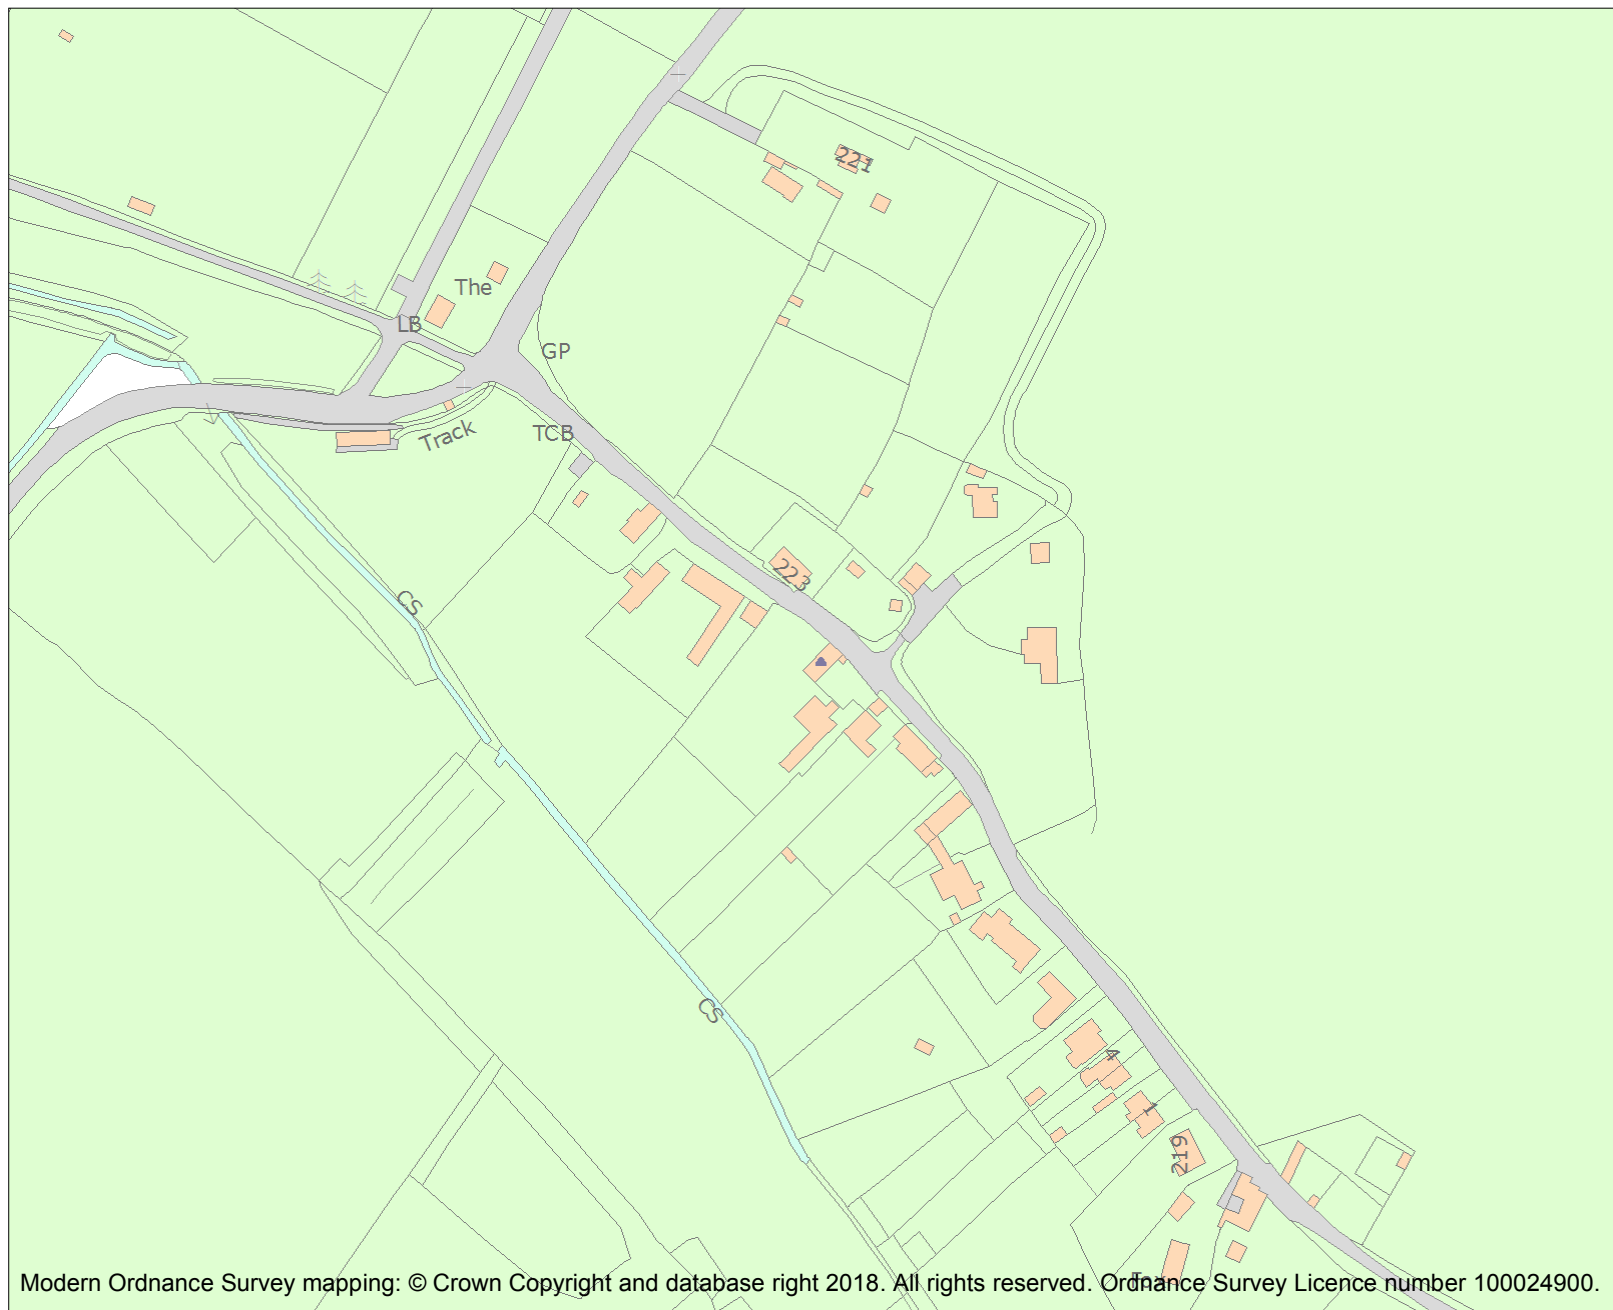 221
The
LB
GP
TCB
Track
223
CS
CS
4
1
219
Modern Ordnance Survey mapping: © Crown Copyright and database right 2018. All rights reserved. Ordnance Survey Licence number 100024900.